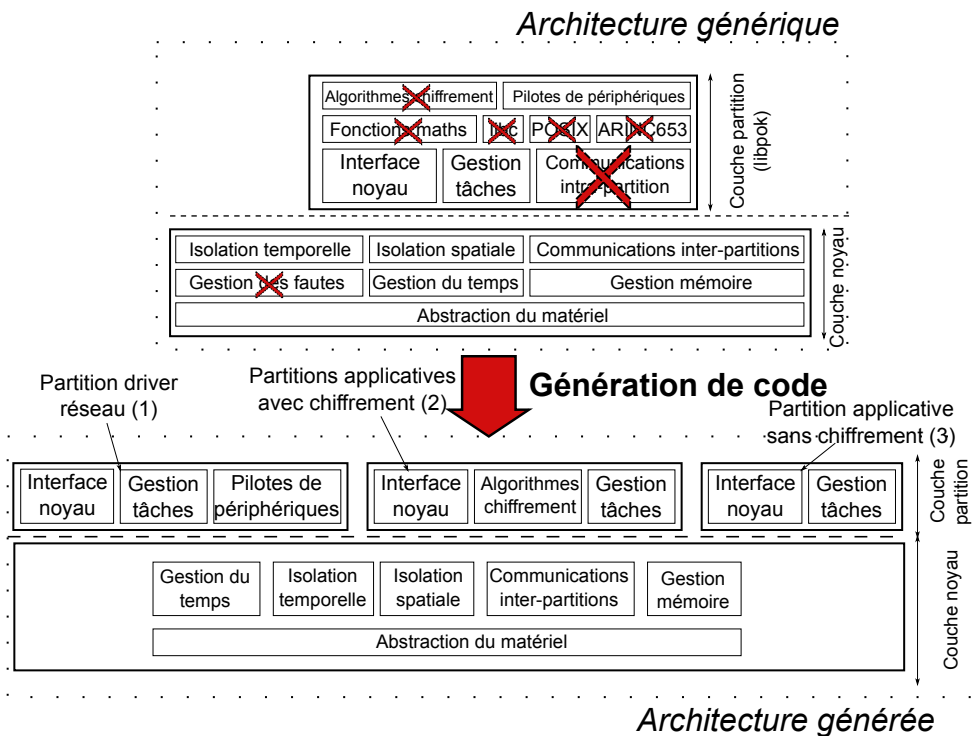 Architecture générique
Algorithmes chiffrement
Pilotes de périphériques
Fonctions maths
libc
POSIX
ARINC653
Interface
noyau
Gestion
tâches
Communications
intra-partition
Couche partition
(libpok)
Isolation temporelle
Isolation spatiale
Communications inter-partitions
Gestion des fautes
Gestion du temps
Gestion mémoire
Abstraction du matériel
Couche noyau
Génération de code
Partition driver
réseau (1)
Partitions applicatives
avec chiffrement (2)
Partition applicative
sans chiffrement (3)
Interface
noyau
Gestion
tâches
Pilotes de
périphériques
Interface
noyau
Algorithmes
chiffrement
Gestion
tâches
Interface
noyau
Gestion
tâches
Couche
partition
Gestion du
temps
Isolation
temporelle
Isolation
spatiale
Communications
inter-partitions
Gestion
mémoire
Abstraction du matériel
Couche noyau
Architecture générée